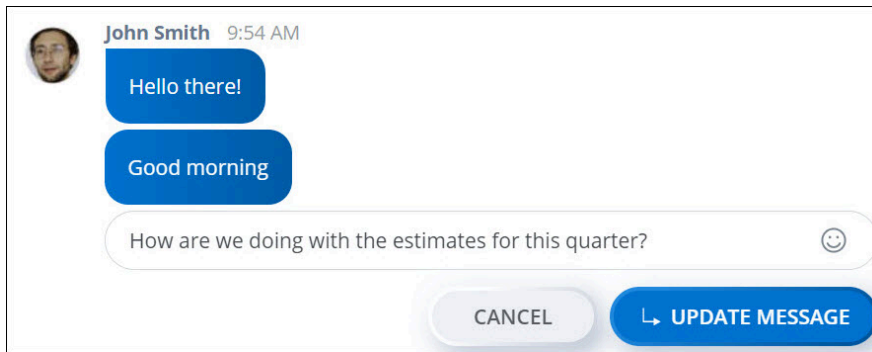 John Smith 9:54 AM
Hello there!
Good morning
How are we doing with the estimates for this quarter?
CANCEL
UPDATE MESSAGE